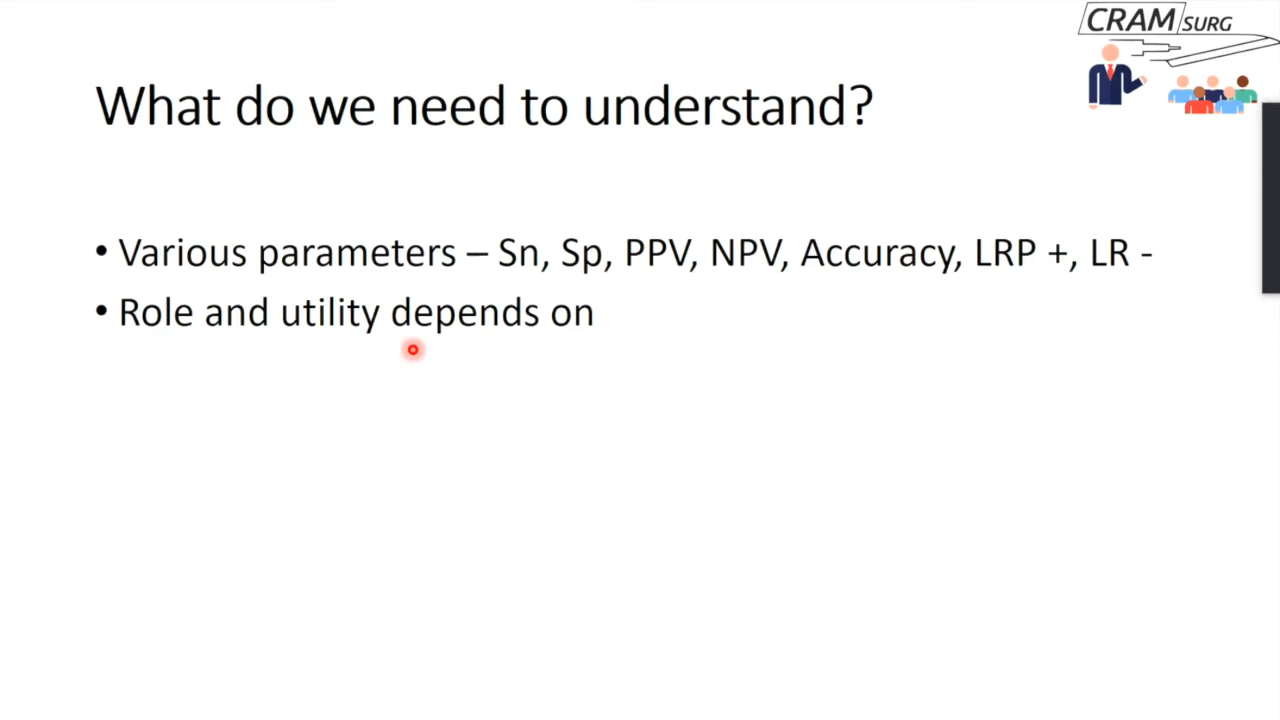 CRAM SURG
What do we need to understand?
• Various parameters – Sn, Sp, PPV, NPV, Accuracy, LRP +, LR -
• Role and utility depends on